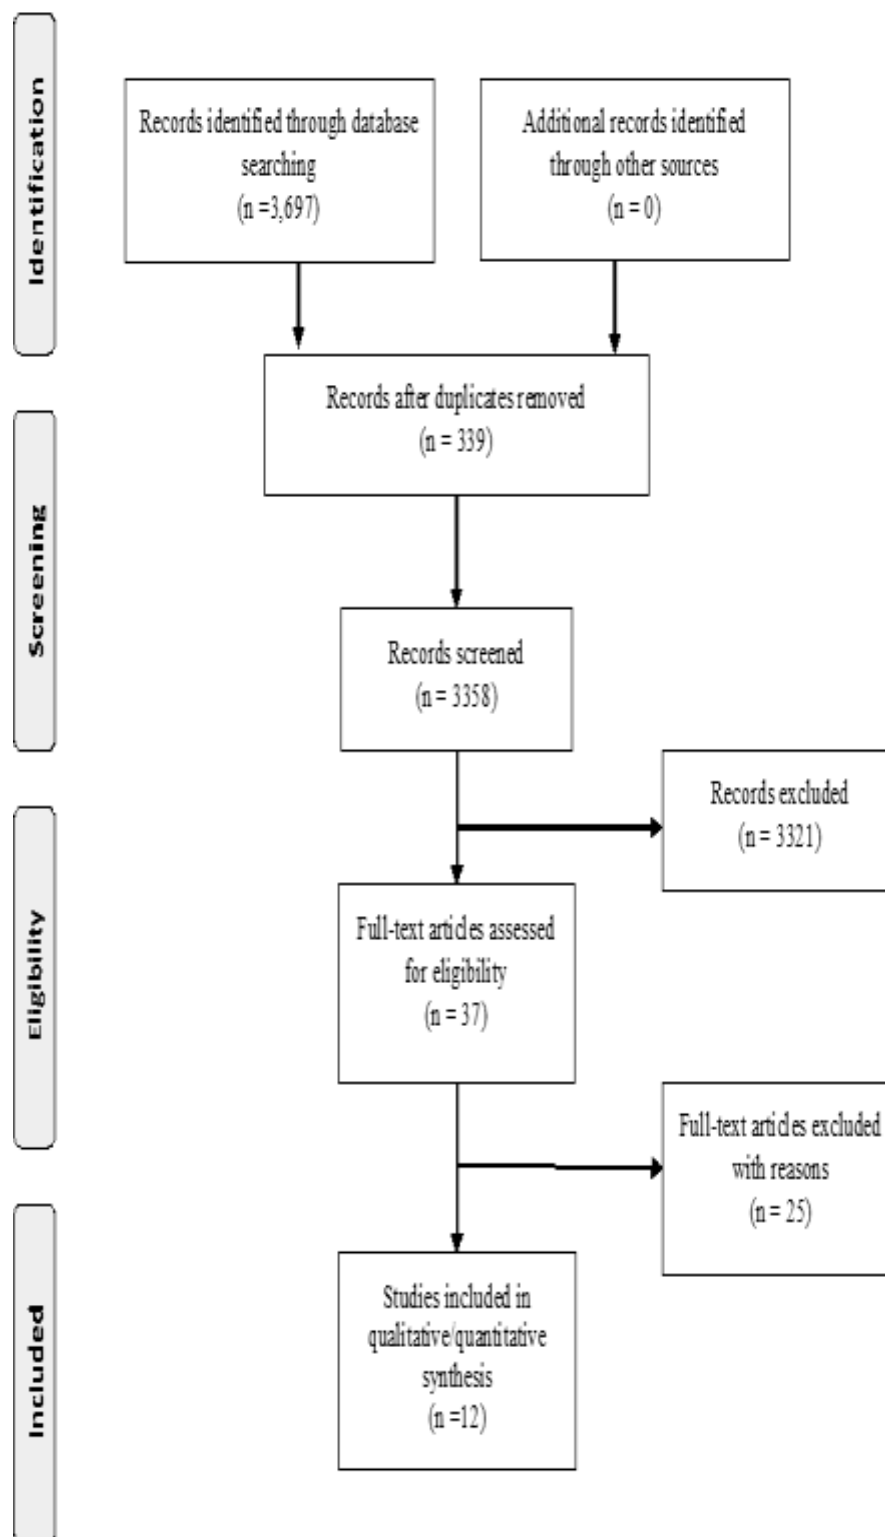 Identification
Records identified through database
searching
(n =3,697)
Additional records identified
through other sources
(n = 0)
Records after duplicates removed
(n = 339)
Screening
Records screened
(n = 3358)
Records excluded
(n = 3321)
Eligibility
Full-text articles assessed
for eligibility
(n = 37)
Full-text articles excluded
with reasons
(n = 25)
Included
Studies included in
qualitative/quantitative
synthesis
(n =12)